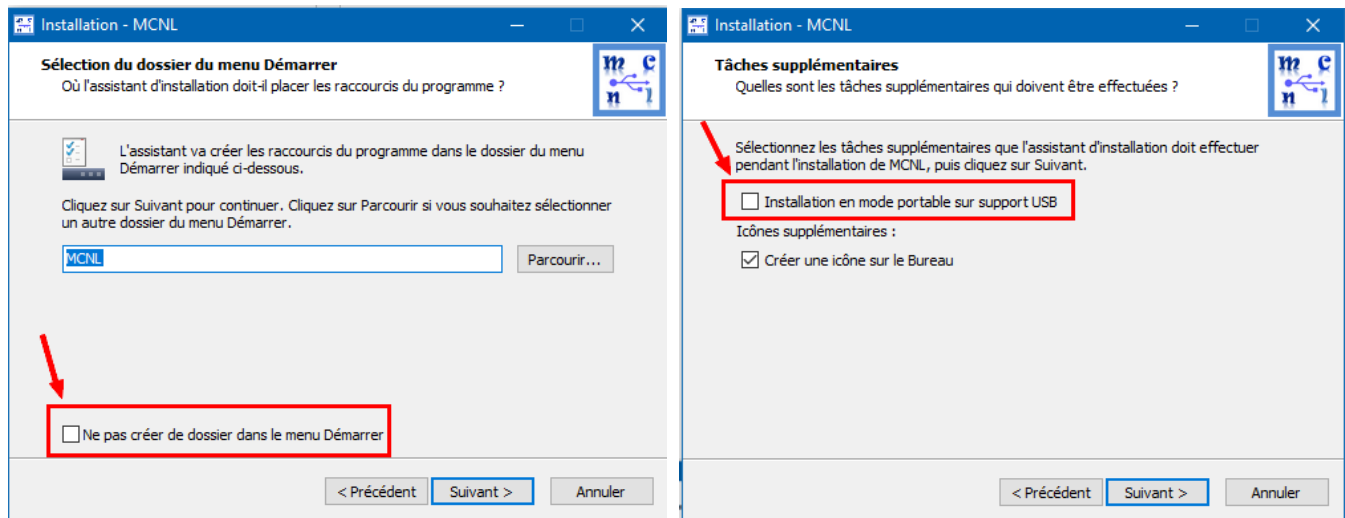 Installation - MCNL
Sélection du dossier du menu Démarrer
Où l'assistant d'installation doit-il placer les raccourcis du programme ?
m c
n l
L'assistant va créer les raccourcis du programme dans le dossier du menu
Démarrer indiqué ci-dessous.
Cliquez sur Suivant pour continuer. Cliquez sur Parcourir si vous souhaitez sélectionner
un autre dossier du menu Démarrer.
MCNL
Parcourir...
Ne pas créer de dossier dans le menu Démarrer
< Précédent
Suivant >
Annuler
Installation - MCNL
Tâches supplémentaires
Quelles sont les tâches supplémentaires qui doivent être effectuées ?
m c
n l
Sélectionnez les tâches supplémentaires que l'assistant d'installation doit effectuer
pendant l'installation de MCNL, puis cliquez sur Suivant.
Installation en mode portable sur support USB
Icônes supplémentaires :
Créer une icône sur le Bureau
< Précédent
Suivant >
Annuler